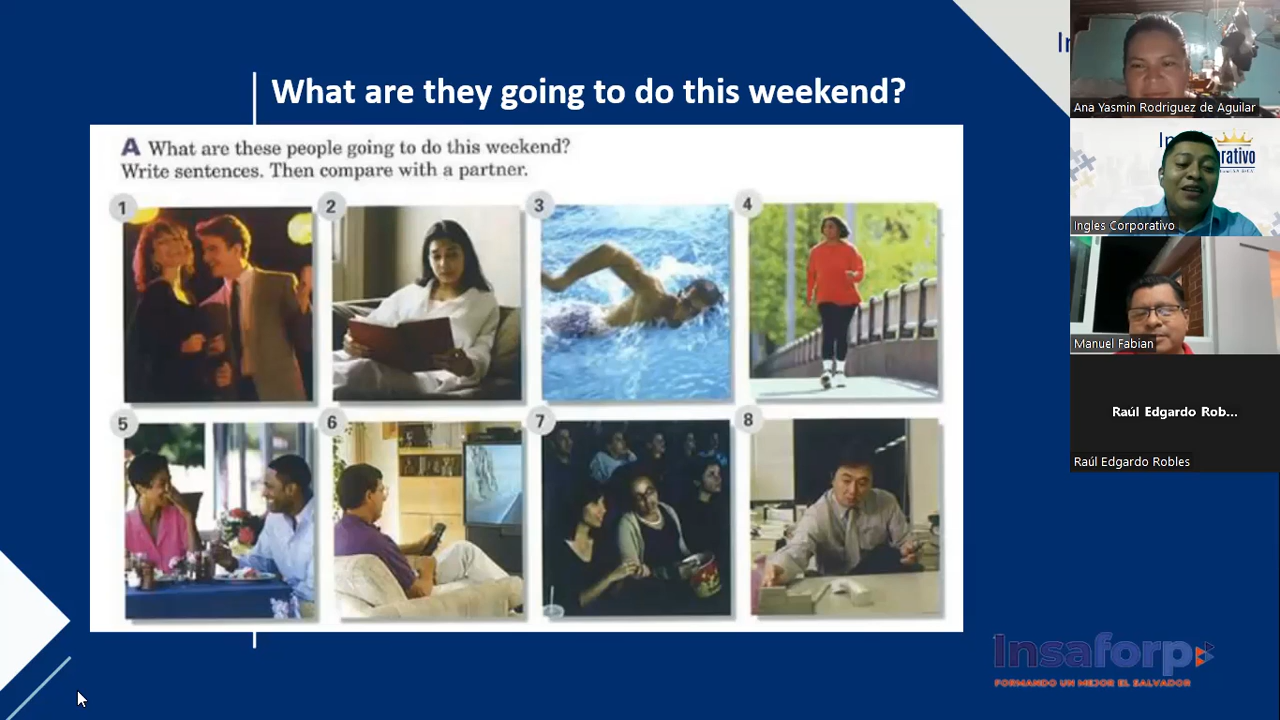 What are they going to do this weekend?
A What are these people going to do this weekend?
Write sentences. Then compare with a partner.
1
2
3
4
5
6
7
8
Ana Yasmin Rodriguez de Aguilar
Ingles Corporativo
Manuel Fabian
Raúl Edgardo Rob...
Raúl Edgardo Robles
Insaforp
FORMANDO UN MEJOR EL SALVADOR